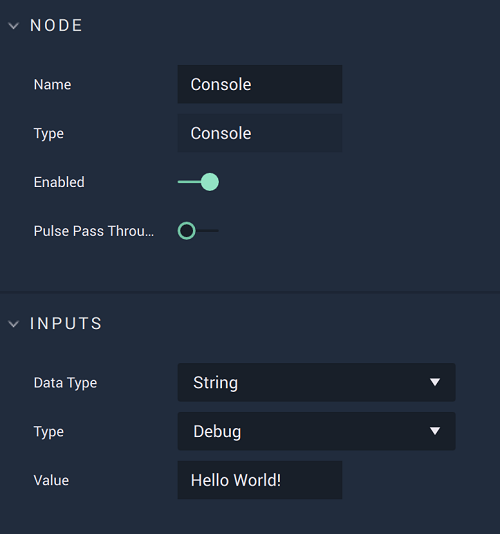 NODE
Name Console
Type Console
Enabled
Pulse Pass Throu...
INPUTS
Data Type String
Type Debug
Value Hello World!